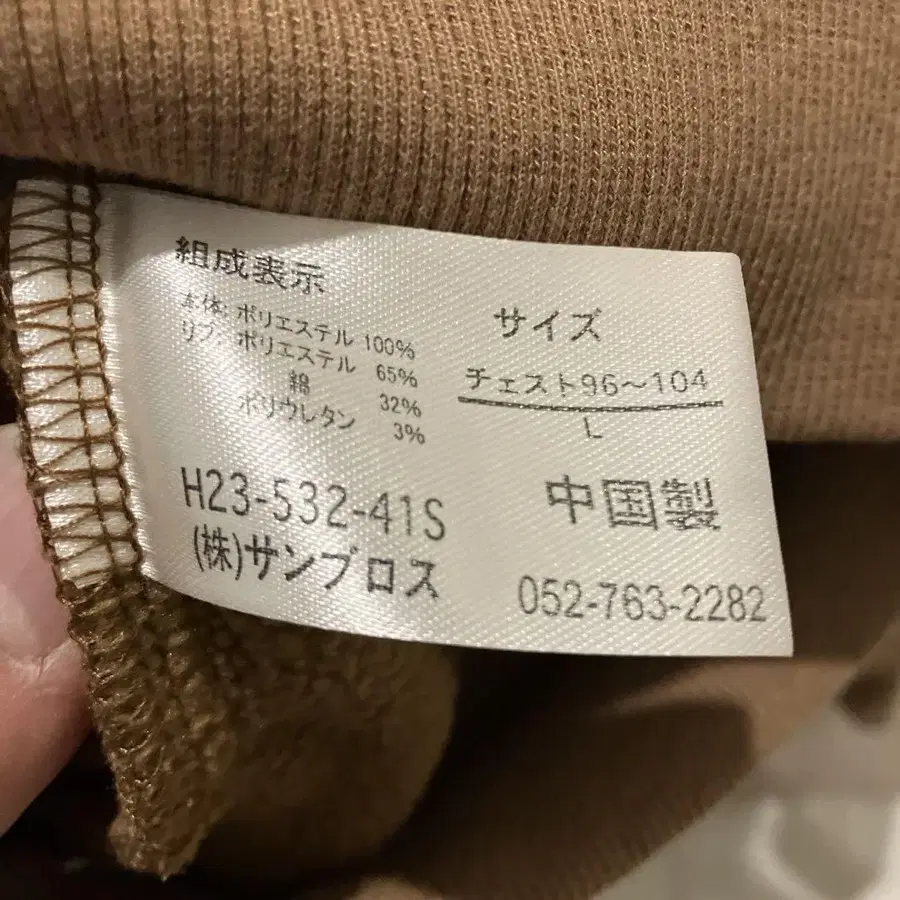 組成表示
本体: ポリエステル 100%
リブ: ポリエステル 65%
綿 32%
ポリウレタン 3%
H23-532-41S
(株)サンブロス
サイズ
チェスト96～104
L
中国製
052-763-2282